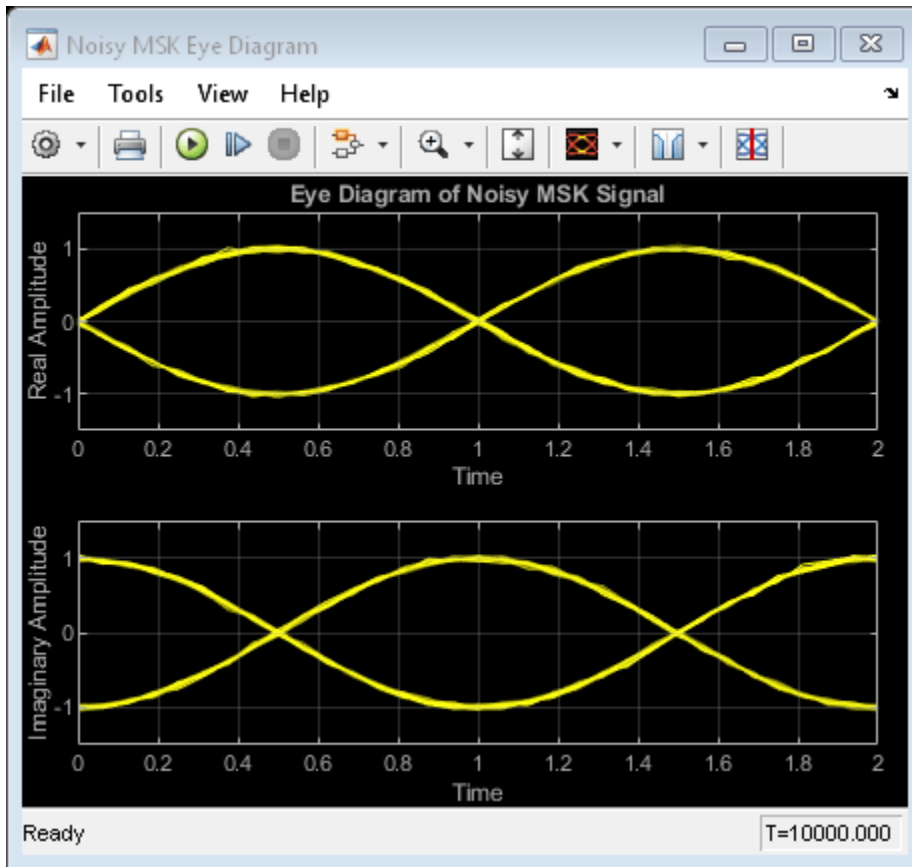 Noisy MSK Eye Diagram
File Tools View Help
Eye Diagram of Noisy MSK Signal
Real Amplitude
1
0
-1
0 0.2 0.4 0.6 0.8 1 1.2 1.4 1.6 1.8 2
Time
Imaginary Amplitude
1
0
-1
0 0.2 0.4 0.6 0.8 1 1.2 1.4 1.6 1.8 2
Time
Ready T=10000.000